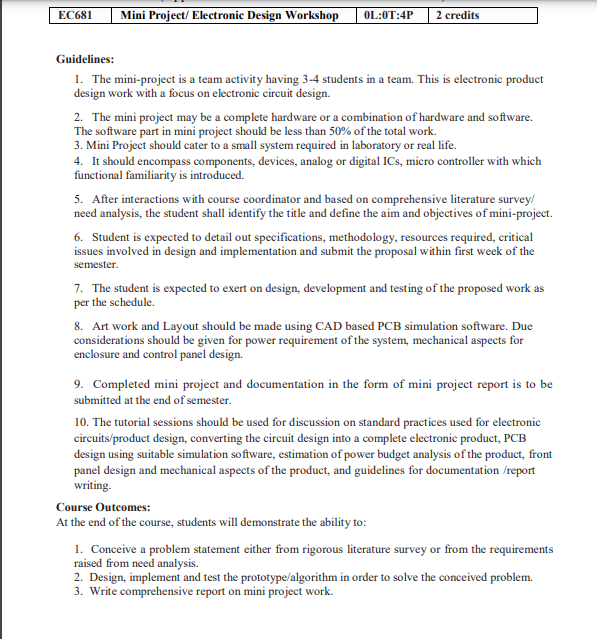 EC681 Mini Project/ Electronic Design Workshop 0L:0T:4P 2 credits
Guidelines:
1. The mini-project is a team activity having 3-4 students in a team. This is electronic product
design work with a focus on electronic circuit design.
2. The mini project may be a complete hardware or a combination of hardware and software.
The software part in mini project should be less than 50% of the total work.
3. Mini Project should cater to a small system required in laboratory or real life.
4. It should encompass components, devices, analog or digital ICs, micro controller with which
functional familiarity is introduced.
5. After interactions with course coordinator and based on comprehensive literature survey/
need analysis, the student shall identify the title and define the aim and objectives of mini-project.
6. Student is expected to detail out specifications, methodology, resources required, critical
issues involved in design and implementation and submit the proposal within first week of the
semester.
7. The student is expected to exert on design, development and testing of the proposed work as
per the schedule.
8. Art work and Layout should be made using CAD based PCB simulation software. Due
considerations should be given for power requirement of the system, mechanical aspects for
enclosure and control panel design.
9. Completed mini project and documentation in the form of mini project report is to be
submitted at the end of semester.
10. The tutorial sessions should be used for discussion on standard practices used for electronic
circuits/product design, converting the circuit design into a complete electronic product, PCB
design using suitable simulation software, estimation of power budget analysis of the product, front
panel design and mechanical aspects of the product, and guidelines for documentation /report
writing.
Course Outcomes:
At the end of the course, students will demonstrate the ability to:
1. Conceive a problem statement either from rigorous literature survey or from the requirements
raised from need analysis.
2. Design, implement and test the prototype/algorithm in order to solve the conceived problem.
3. Write comprehensive report on mini project work.